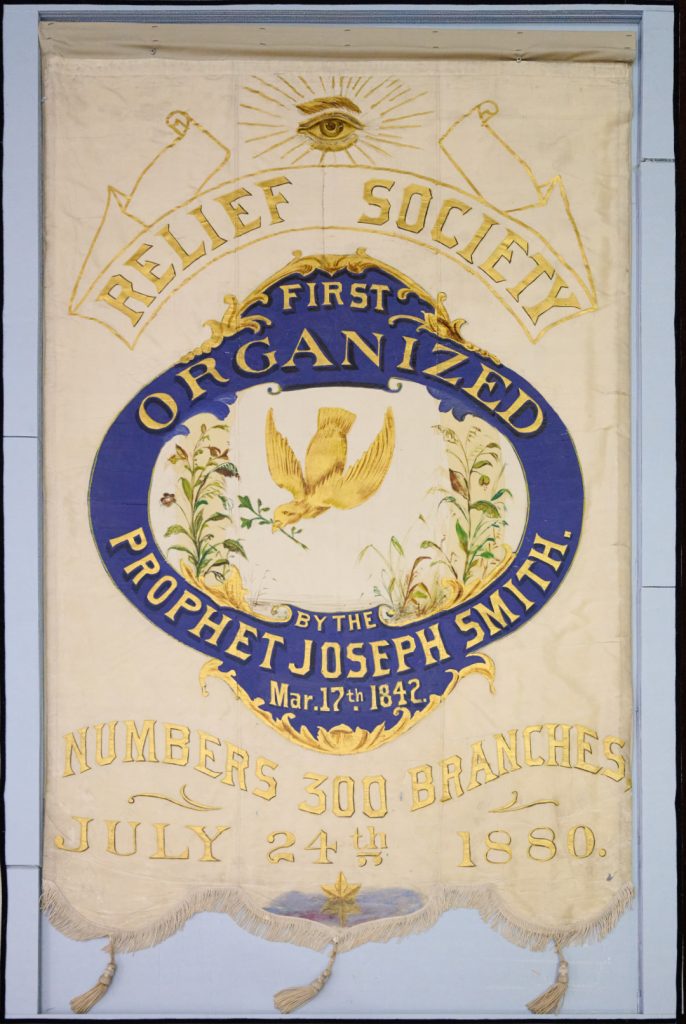 RELIEF SOCIETY
FIRST
ORGANIZED
BY THE
PROPHET JOSEPH SMITH.
Mar. 17th 1842.
NUMBERS 300 BRANCHES,
JULY 24th 1880.